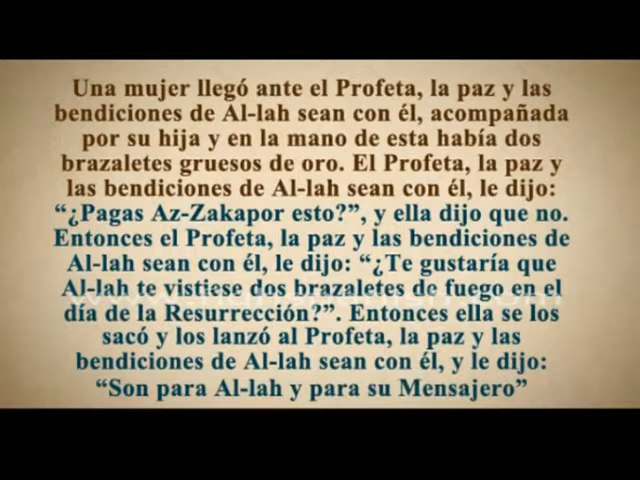 Una mujer llegó ante el Profeta, la paz y las
bendiciones de Al-lah sean con él, acompañada
por su hija y en la mano de esta había dos
brazaletes gruesos de oro. El Profeta, la paz y
las bendiciones de Al-lah sean con él, le dijo:
“¿Pagas Az-Zakapor esto?”, y ella dijo que no.
Entonces el Profeta, la paz y las bendiciones de
Al-lah sean con él, le dijo: “¿Te gustaría que
Al-lah te vistiese dos brazaletes de fuego en el
día de la Resurrección?”. Entonces ella se los
sacó y los lanzó al Profeta, la paz y las
bendiciones de Al-lah sean con él, y le dijo:
“Son para Al-lah y para su Mensajero”